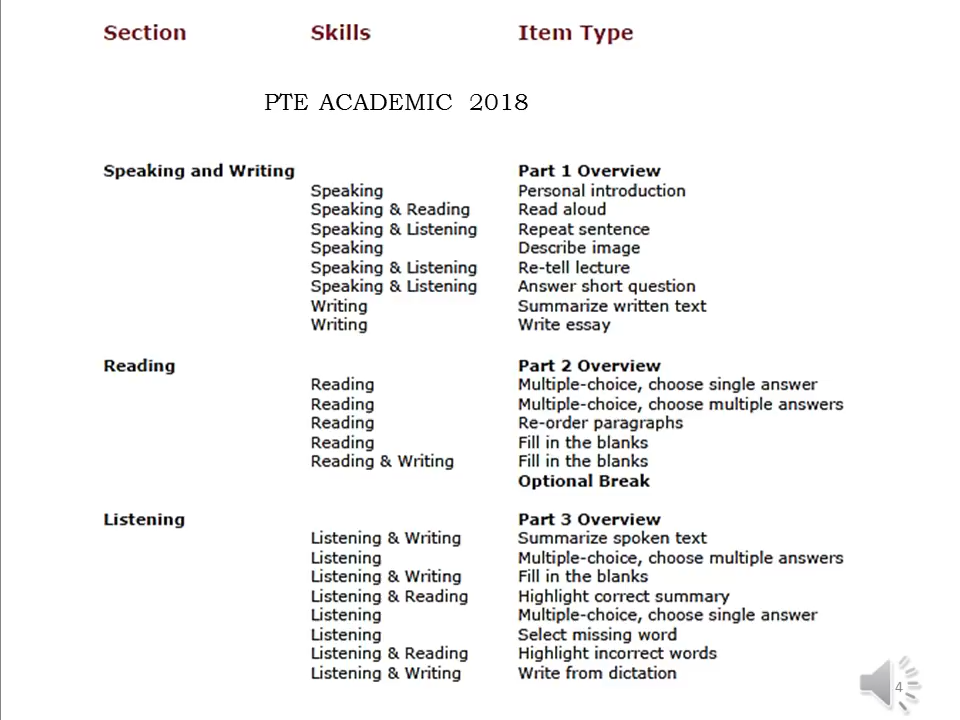 Section Skills Item Type
PTE ACADEMIC 2018
Speaking and Writing Part 1 Overview
Speaking Personal introduction
Speaking & Reading Read aloud
Speaking & Listening Repeat sentence
Speaking Describe image
Speaking & Listening Re-tell lecture
Speaking & Listening Answer short question
Writing Summarize written text
Writing Write essay
Reading Part 2 Overview
Reading Multiple-choice, choose single answer
Reading Multiple-choice, choose multiple answers
Reading Re-order paragraphs
Reading Fill in the blanks
Reading & Writing Fill in the blanks
Optional Break
Listening Part 3 Overview
Listening & Writing Summarize spoken text
Listening Multiple-choice, choose multiple answers
Listening & Writing Fill in the blanks
Listening & Reading Highlight correct summary
Listening Multiple-choice, choose single answer
Listening Select missing word
Listening & Reading Highlight incorrect words
Listening & Writing Write from dictation
4